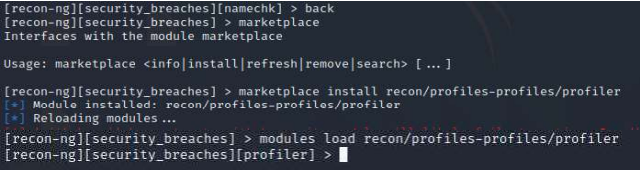 [recon-ng][security_breaches][namechk] > back
[recon-ng][security_breaches] > marketplace
Interfaces with the module marketplace
Usage: marketplace <info|install|refresh|remove|search> [...]
[recon-ng][security_breaches] > marketplace install recon/profiles-profiles/profiler
[*] Module installed: recon/profiles-profiles/profiler
[*] Reloading modules...
[recon-ng][security_breaches] > modules load recon/profiles-profiles/profiler
[recon-ng][security_breaches][profiler] >